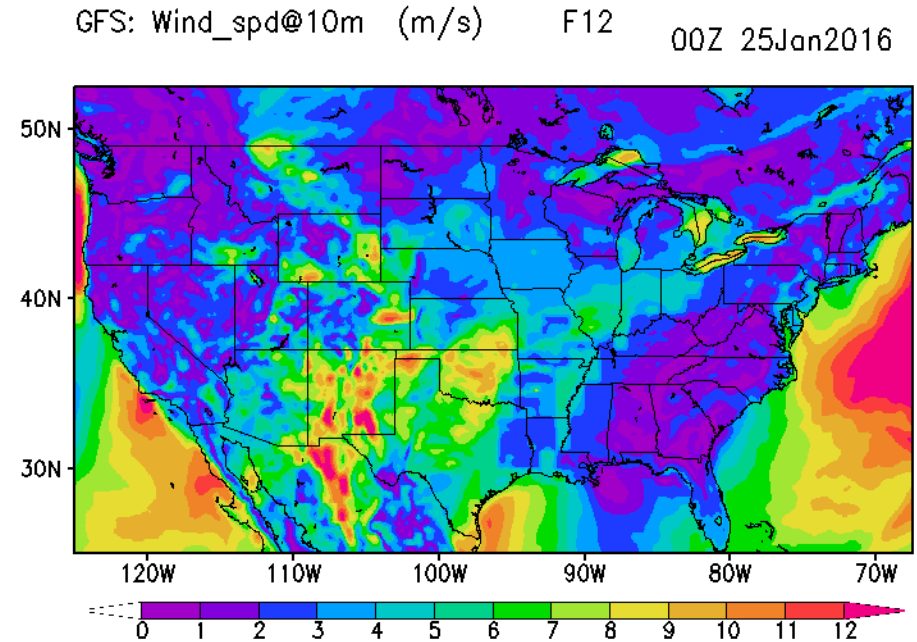 GFS: Wind_spd@10m (m/s) F12 00Z 25Jan2016
50N
40N
30N
120W 110W 100W 90W 80W 70W
0 1 2 3 4 5 6 7 8 9 10 11 12